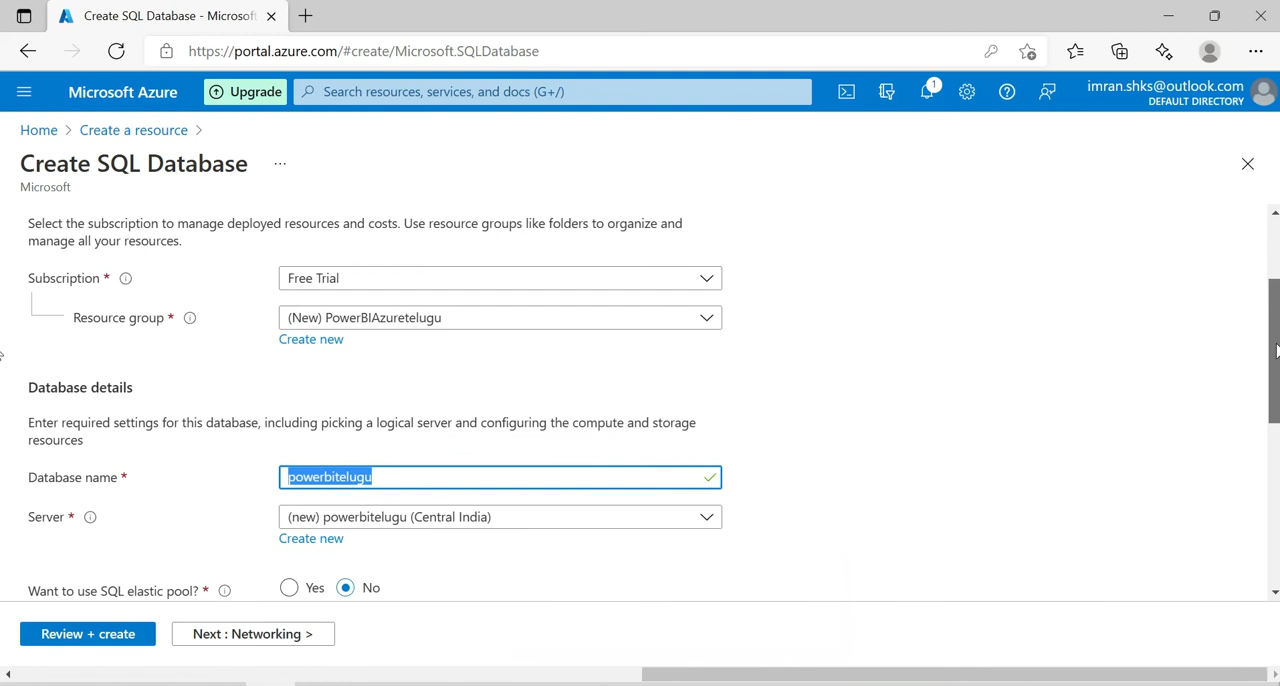 Create SQL Database - Microsoft
https://portal.azure.com/#create/Microsoft.SQLDatabase
Microsoft Azure
Upgrade
Search resources, services, and docs (G+/)
1
imran.shks@outlook.com
DEFAULT DIRECTORY
Home > Create a resource >
Create SQL Database ...
Microsoft
Select the subscription to manage deployed resources and costs. Use resource groups like folders to organize and
manage all your resources.
Subscription * Free Trial
Resource group * (New) PowerBIAzuretelugu
Create new
Database details
Enter required settings for this database, including picking a logical server and configuring the compute and storage
resources
Database name * powerbitelugu
Server * (new) powerbitelugu (Central India)
Create new
Want to use SQL elastic pool? * Yes No
Review + create Next : Networking >